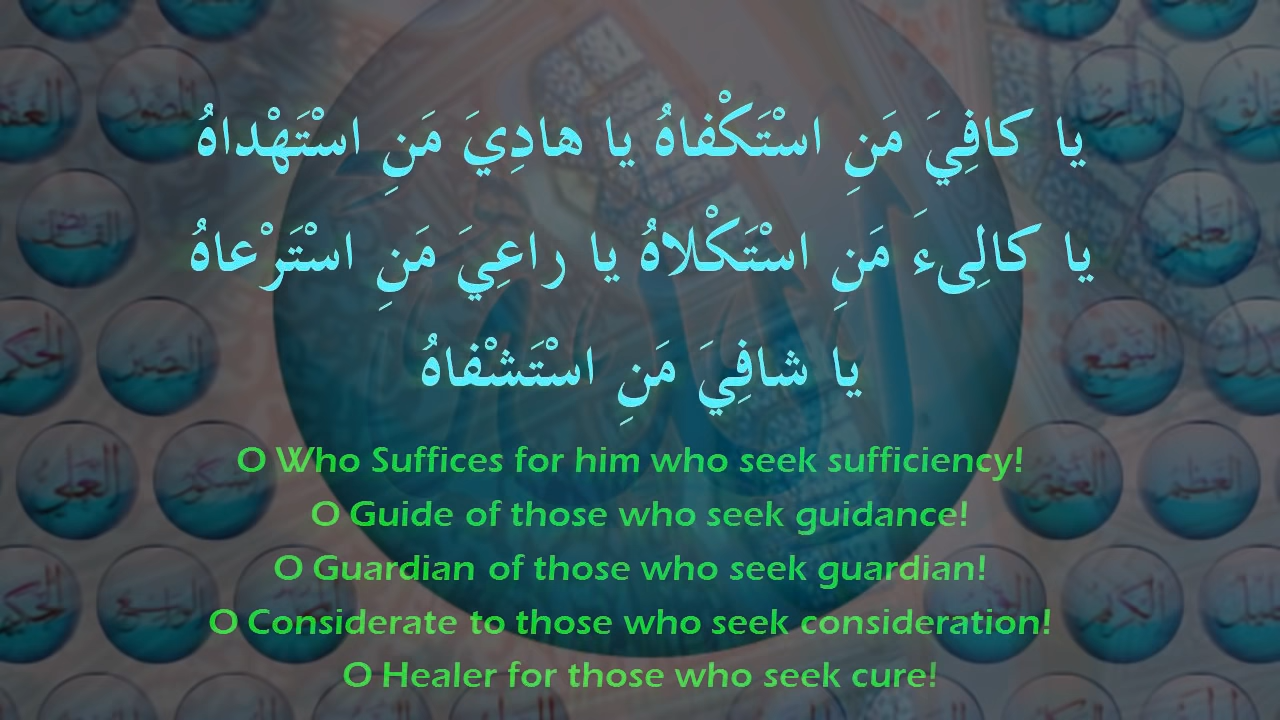 يا كافِيَ مَنِ اسْتَكْفاهُ يا هادِيَ مَنِ اسْتَهْداهُ
يا كالِىءَ مَنِ اسْتَكْلاهُ يا راعِيَ مَنِ اسْتَرْعاهُ
يا شافِيَ مَنِ اسْتَشْفاهُ
O Who Suffices for him who seek sufficiency!
O Guide of those who seek guidance!
O Guardian of those who seek guardian!
O Considerate to those who seek consideration!
O Healer for those who seek cure!
الله